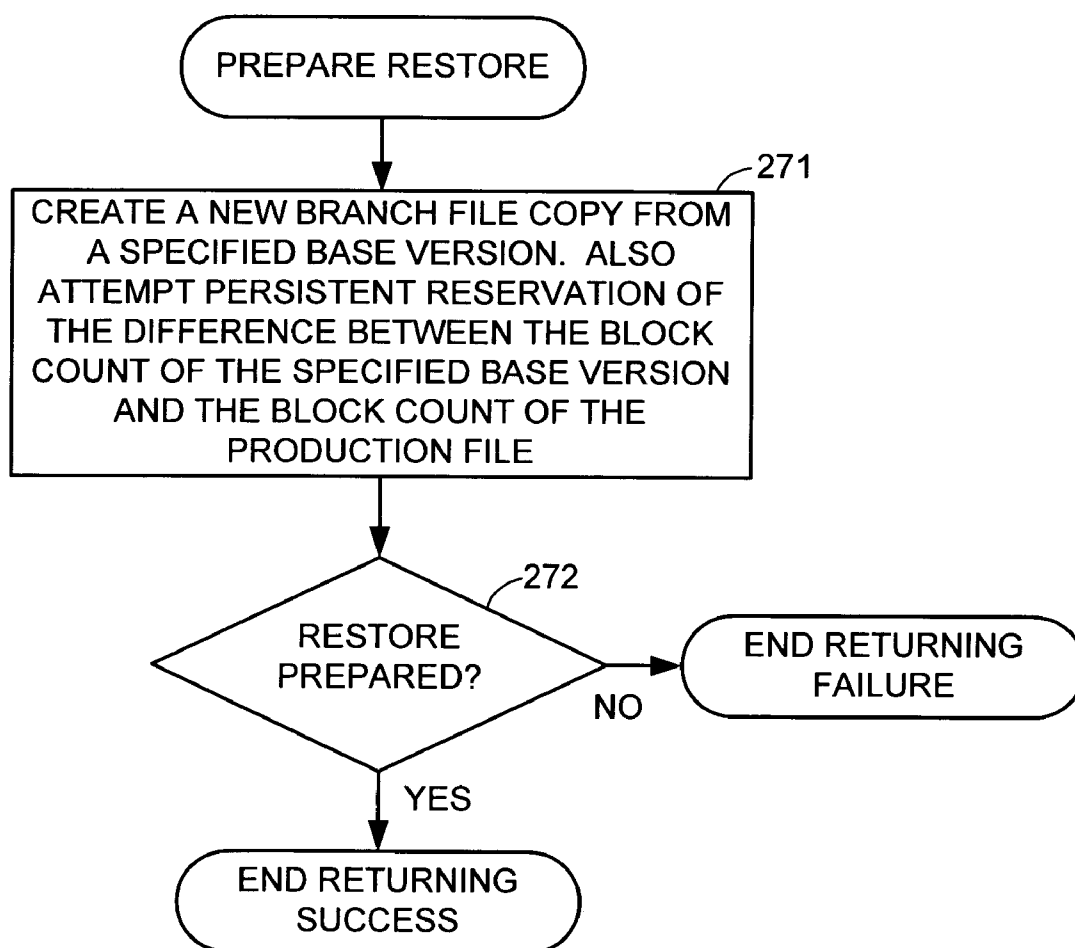 PREPARE RESTORE
271
CREATE A NEW BRANCH FILE COPY FROM
A SPECIFIED BASE VERSION. ALSO
ATTEMPT PERSISTENT RESERVATION OF
THE DIFFERENCE BETWEEN THE BLOCK
COUNT OF THE SPECIFIED BASE VERSION
AND THE BLOCK COUNT OF THE
PRODUCTION FILE
272
RESTORE
PREPARED?
NO
END RETURNING
FAILURE
YES
END RETURNING
SUCCESS